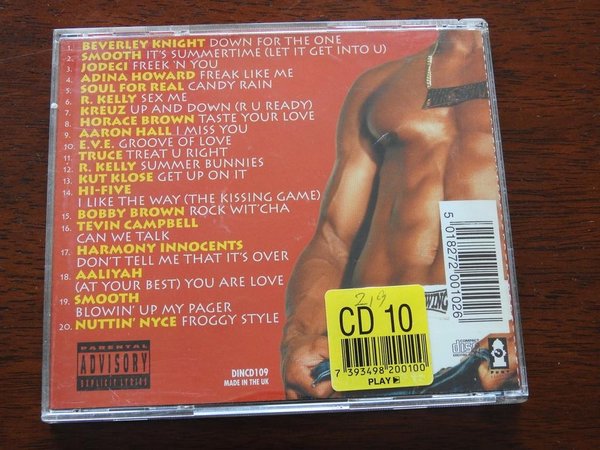 1. BEVERLEY KNIGHT DOWN FOR THE ONE
2. SMOOTH IT'S SUMMERTIME (LET IT GET INTO U)
3. JODECI FREEK 'N YOU
4. ADINA HOWARD FREAK LIKE ME
5. SOUL FOR REAL CANDY RAIN
6. R. KELLY SEX ME
7. KREUZ UP AND DOWN (R U READY)
8. HORACE BROWN TASTE YOUR LOVE
9. AARON HALL I MISS YOU
10. E.V.E. GROOVE OF LOVE
11. TRUCE TREAT U RIGHT
12. R. KELLY SUMMER BUNNIES
13. KUT KLOSE GET UP ON IT
14. HI-FIVE
I LIKE THE WAY (THE KISSING GAME)
15. BOBBY BROWN ROCK WIT'CHA
16. TEVIN CAMPBELL
CAN WE TALK
17. HARMONY INNOCENTS
DON'T TELL ME THAT IT'S OVER
18. AALIYAH
(AT YOUR BEST) YOU ARE LOVE
19. SMOOTH
BLOWIN' UP MY PAGER
20. NUTTIN' NYCE FROGGY STYLE
PARENTAL
ADVISORY
EXPLICIT LYRICS
DINCD109
MADE IN THE UK
219
CD 10
7 393498 200100
PLAY
WING
5 018272 001026
COMPACT
disc